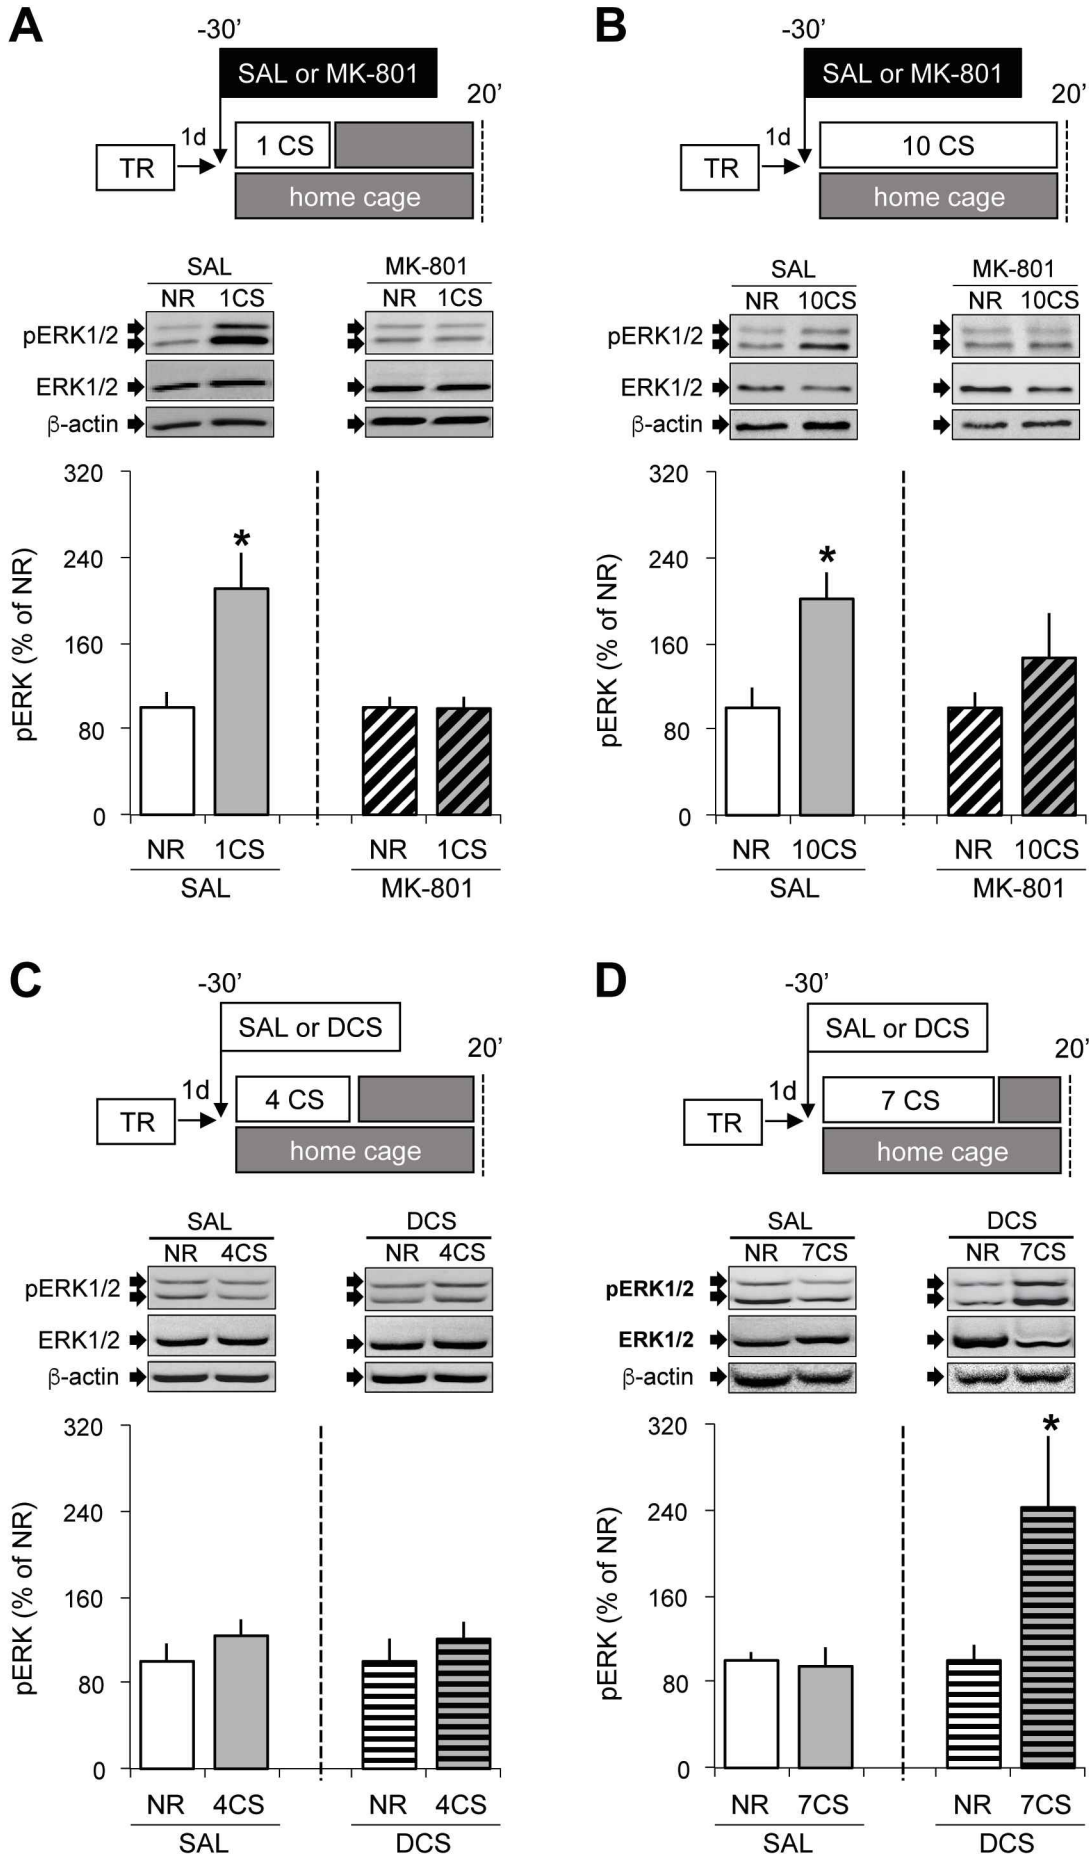 A
-30’
SAL or MK-801
20’
1d
TR
1 CS
home cage
SAL
MK-801
NR 1CS
NR 1CS
pERK1/2
ERK1/2
β-actin
320
240
160
80
0
pERK (% of NR)
*
NR 1CS
NR 1CS
SAL
MK-801
B
-30’
SAL or MK-801
20’
1d
TR
10 CS
home cage
SAL
MK-801
NR 10CS
NR 10CS
pERK1/2
ERK1/2
β-actin
320
240
160
80
0
pERK (% of NR)
*
NR 10CS
NR 10CS
SAL
MK-801
C
-30’
SAL or DCS
20’
1d
TR
4 CS
home cage
SAL
DCS
NR 4CS
NR 4CS
pERK1/2
ERK1/2
β-actin
320
240
160
80
0
pERK (% of NR)
NR 4CS
NR 4CS
SAL
DCS
D
-30’
SAL or DCS
20’
1d
TR
7 CS
home cage
SAL
DCS
NR 7CS
NR 7CS
pERK1/2
ERK1/2
β-actin
320
240
160
80
0
pERK (% of NR)
*
NR 7CS
NR 7CS
SAL
DCS